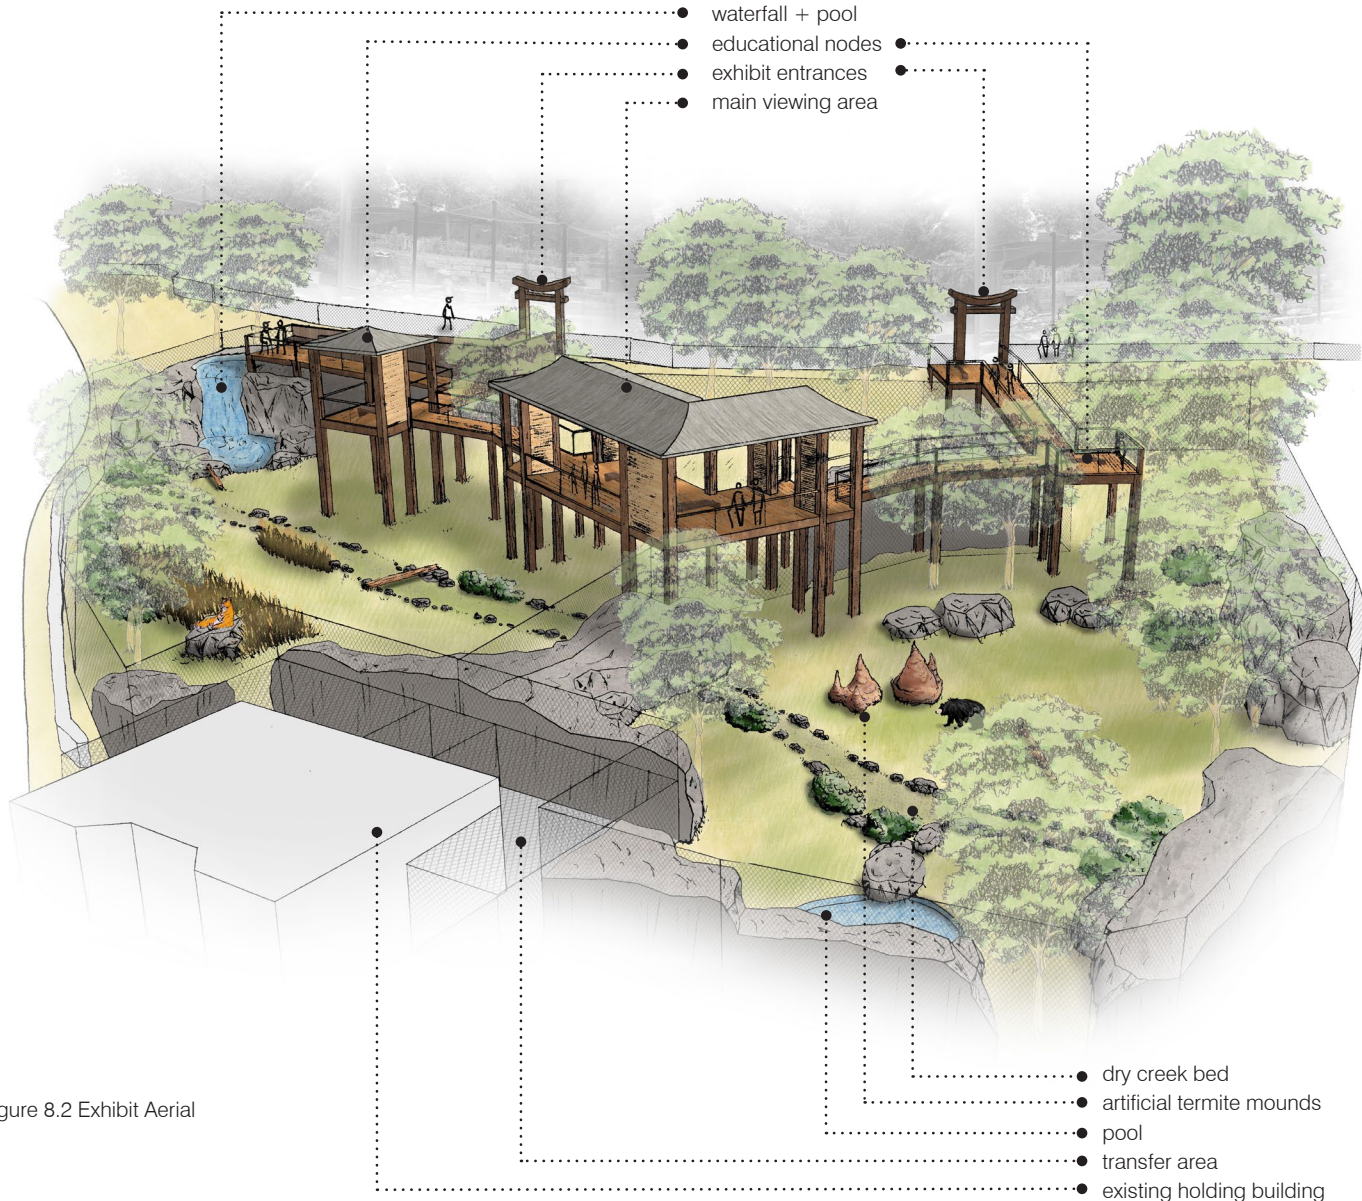 waterfall + pool
educational nodes
exhibit entrances
main viewing area
dry creek bed
artificial termite mounds
pool
transfer area
existing holding building
gure 8.2 Exhibit Aerial